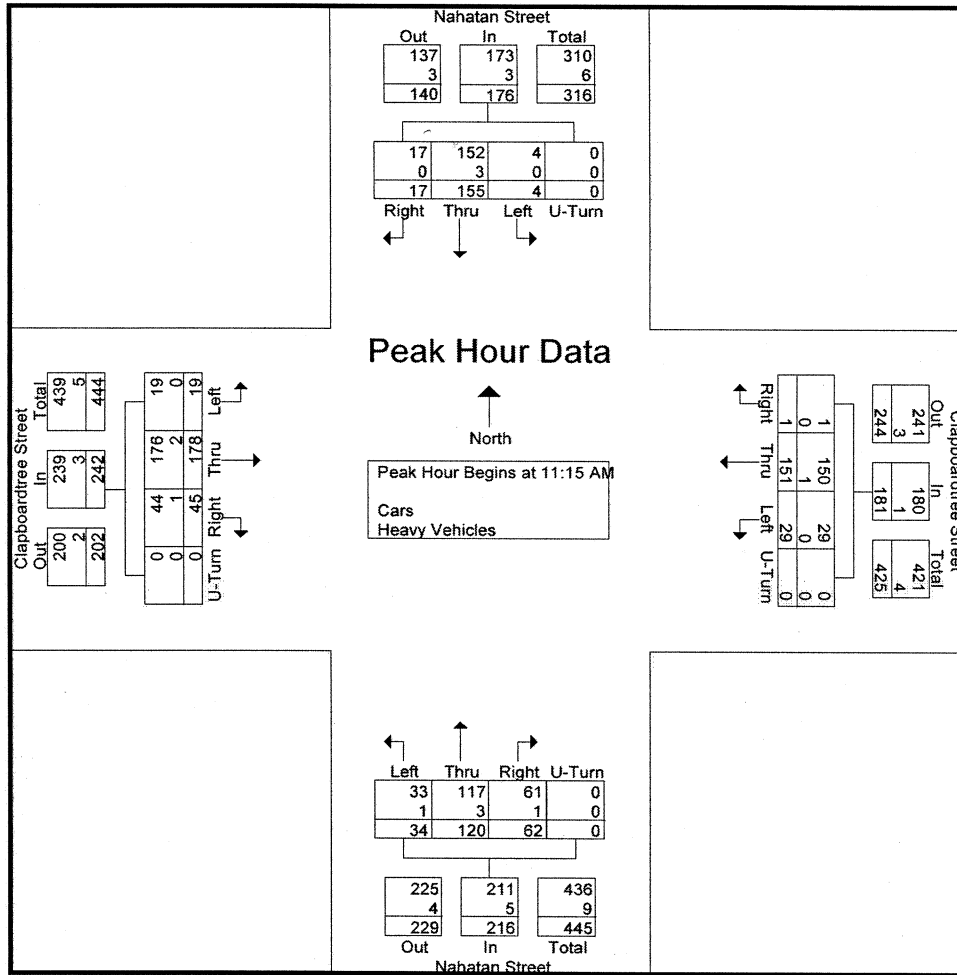 Nahatan Street
Out In Total
137 173 310
3 3 6
140 176 316
17 152 4 0
0 3 0 0
17 155 4 0
Right Thru Left U-Turn
Peak Hour Data
North
Peak Hour Begins at 11:15 AM
Cars
Heavy Vehicles
Clapboardtree Street
Out In Total
200 239 439
2 3 5
202 242 444
0 44 176 19
0 1 2 0
0 45 178 19
U-Turn Right Thru Left
Clapboardtree Street
Out In Total
241 180 421
3 1 4
244 181 425
1 150 29 0
0 1 0 0
1 151 29 0
Right Thru Left U-Turn
Left Thru Right U-Turn
33 117 61 0
1 3 1 0
34 120 62 0
225 211 436
4 5 9
229 216 445
Out In Total
Nahatan Street